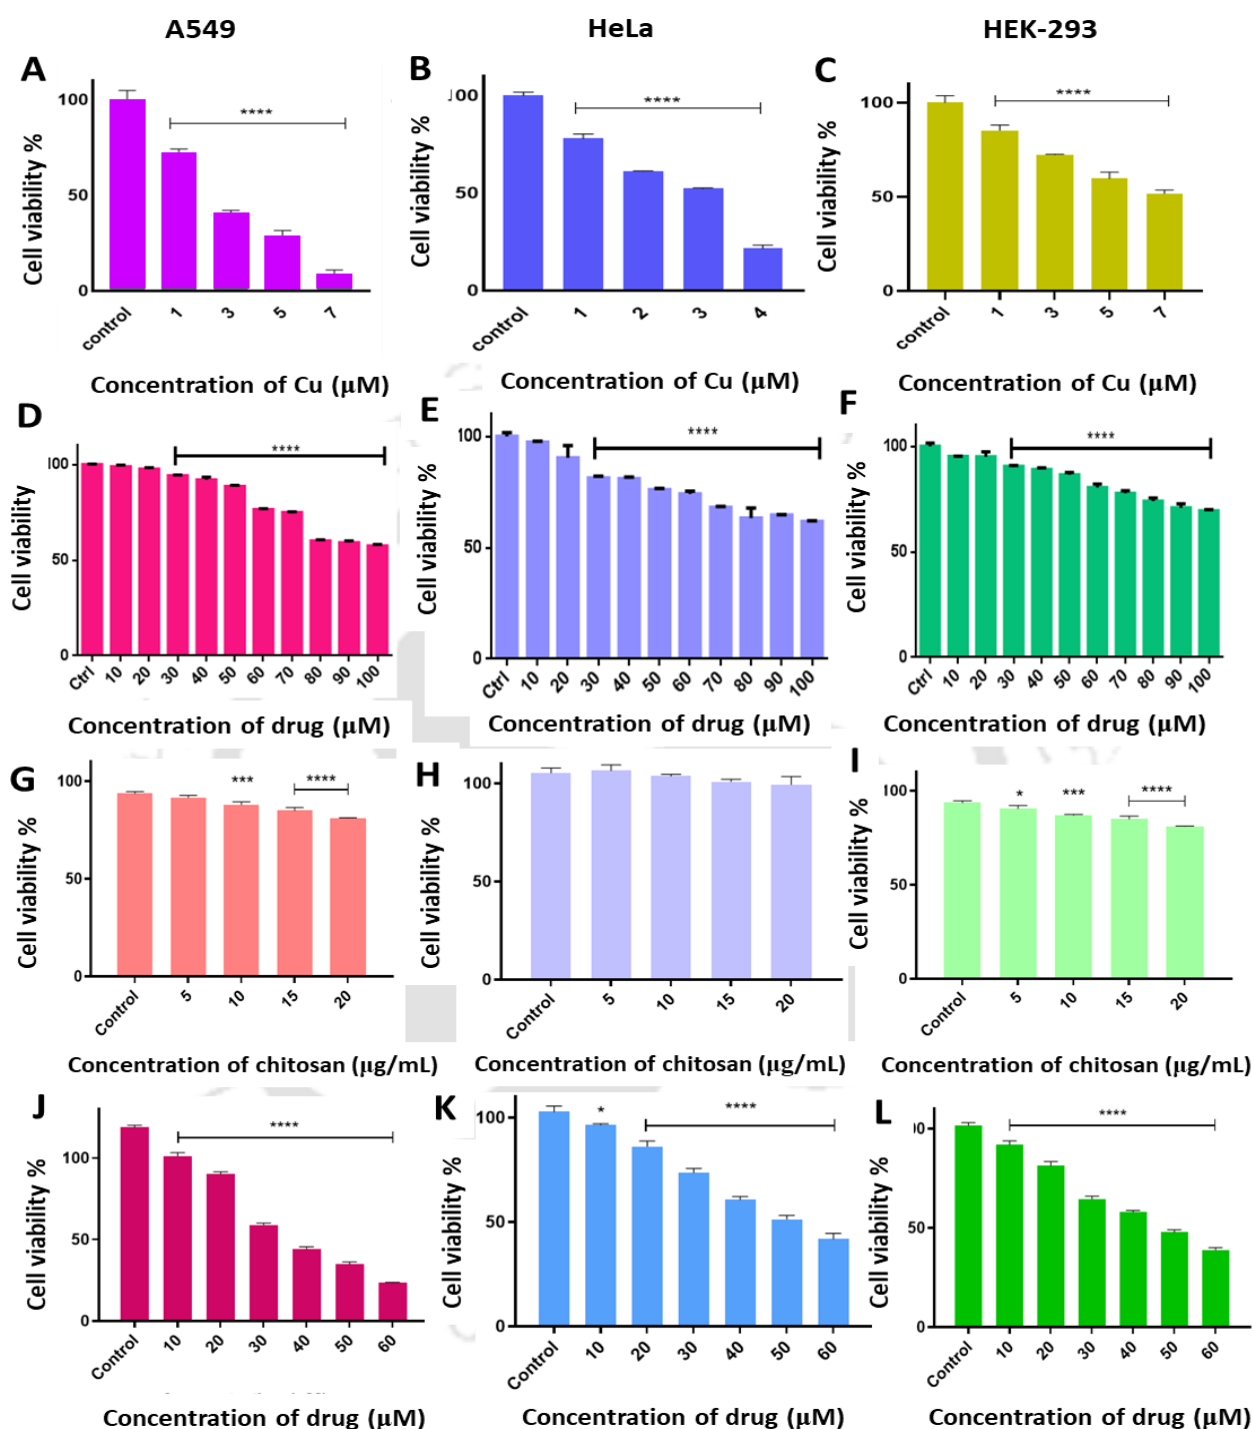 A549 HeLa HEK-293
A B C
Cell viability %
100
50
0
****
control 1 3 5 7
Concentration of Cu (µM)
Cell viability %
00
50
0
****
control 1 2 3 4
Concentration of Cu (µM)
Cell viability %
100
50
0
****
control 1 3 5 7
Concentration of Cu (µM)
D E F
Cell viability
100
50
0
****
Ctrl 10 20 30 40 50 60 70 80 90 100
Concentration of drug (µM)
Cell viability %
100
50
0
****
Ctrl 10 20 30 40 50 60 70 80 90 100
Concentration of drug (µM)
Cell viability %
100
50
0
****
Ctrl 10 20 30 40 50 60 70 80 90 100
Concentration of drug (µM)
G H I
Cell viability %
100
50
0
*** ****
Control 5 10 15 20
Concentration of chitosan (µg/mL)
Cell viability %
100
50
0
Control 5 10 15 20
Concentration of chitosan (µg/mL)
Cell viability %
100
50
0
* *** ****
Control 5 10 15 20
Concentration of chitosan (µg/mL)
J K L
Cell viability %
100
50
0
****
Control 10 20 30 40 50 60
Concentration of drug (µM)
Cell viability %
100
50
0
* ****
Control 10 20 30 40 50 60
Concentration of drug (µM)
Cell viability %
00
50
0
****
Control 10 20 30 40 50 60
Concentration of drug (µM)